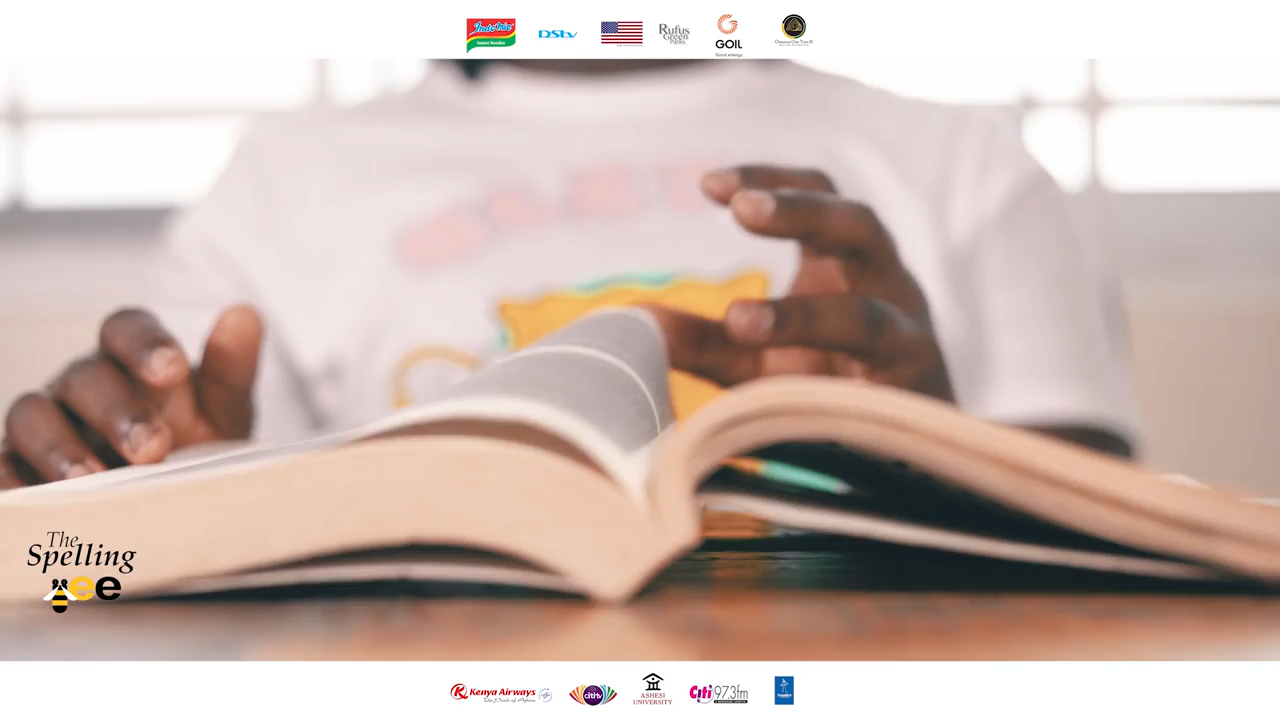 Indomie
Instant Noodles
DStv
Rufus
Green
Parks
GOIL
Good energy
The
Spelling
Bee
Kenya Airways
The Pride of Africa
cititv
ASHESI
UNIVERSITY
Citi 97.3fm